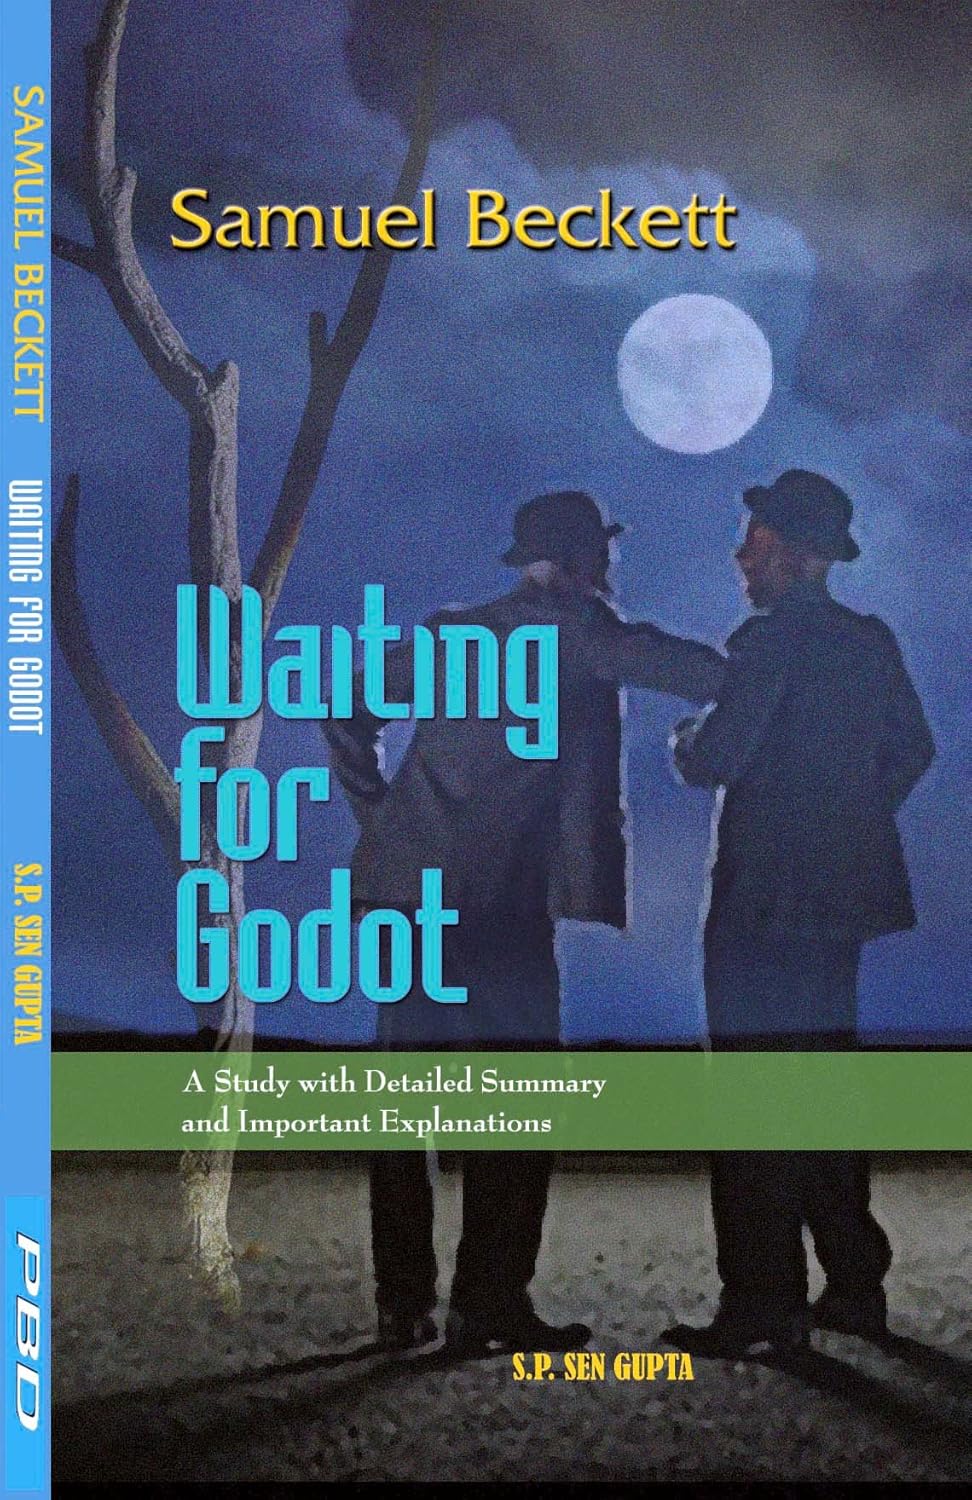 SAMUEL BECKETT WAITING FOR GODOT S.P. SEN GUPTA PBD
Samuel Beckett
Waiting
for
Godot
A Study with Detailed Summary
and Important Explanations
S.P. SEN GUPTA